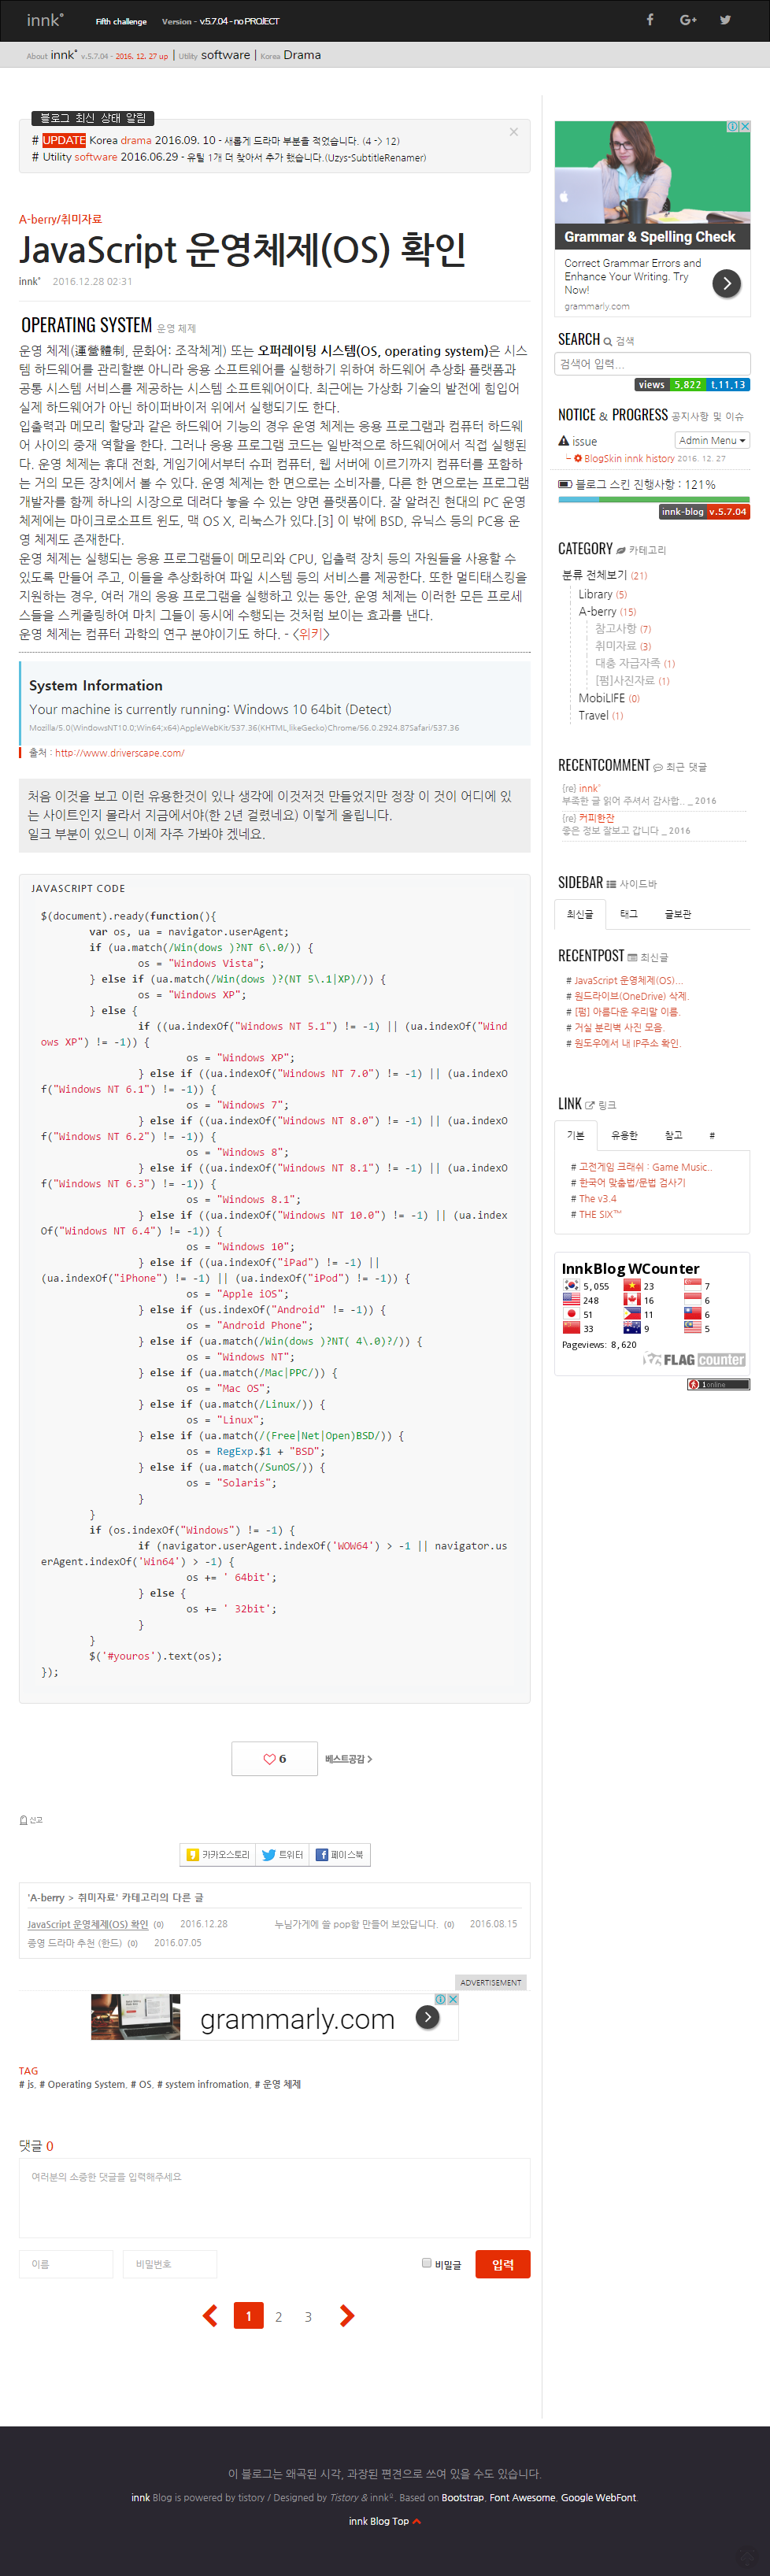 innk˚ Fifth challenge Version - v.5.7.04 - no PROJECT
About innk˚ v.5.7.04 - 2016. 12. 27 up | Utility software | Korea Drama
블로그 최신 상태 알림
# UPDATE Korea drama 2016.09. 10 - 새롭게 드라마 부분을 적었습니다. (4 -> 12)
# Utility software 2016.06.29 - 유틸 1개 더 찾아서 추가 했습니다.(Uzys-SubtitleRenamer)
×
A-berry/취미자료
JavaScript 운영체제(OS) 확인
innk˚ 2016.12.28 02:31
OPERATING SYSTEM 운영 체제
운영 체제(運營體制, 문화어: 조작체계) 또는 오퍼레이팅 시스템(OS, operating system)은 시스
템 하드웨어를 관리할뿐 아니라 응용 소프트웨어를 실행하기 위하여 하드웨어 추상화 플랫폼과
공통 시스템 서비스를 제공하는 시스템 소프트웨어이다. 최근에는 가상화 기술의 발전에 힘입어
실제 하드웨어가 아닌 하이퍼바이저 위에서 실행되기도 한다.
입출력과 메모리 할당과 같은 하드웨어 기능의 경우 운영 체제는 응용 프로그램과 컴퓨터 하드웨
어 사이의 중재 역할을 한다. 그러나 응용 프로그램 코드는 일반적으로 하드웨어에서 직접 실행된
다. 운영 체제는 휴대 전화, 게임기에서부터 슈퍼 컴퓨터, 웹 서버에 이르기까지 컴퓨터를 포함하
는 거의 모든 장치에서 볼 수 있다. 운영 체제는 한 면으로는 소비자를, 다른 한 면으로는 프로그램
개발자를 함께 하나의 시장으로 데려다 놓을 수 있는 양면 플랫폼이다. 잘 알려진 현대의 PC 운영
체제에는 마이크로소프트 윈도, 맥 OS X, 리눅스가 있다.[3] 이 밖에 BSD, 유닉스 등의 PC용 운영
체제도 존재한다.
운영 체제는 실행되는 응용 프로그램들이 메모리와 CPU, 입출력 장치 등의 자원들을 사용할 수
있도록 만들어 주고, 이들을 추상화하여 파일 시스템 등의 서비스를 제공한다. 또한 멀티태스킹을
지원하는 경우, 여러 개의 응용 프로그램을 실행하고 있는 동안, 운영 체제는 이러한 모든 프로세
스들을 스케줄링하여 마치 그들이 동시에 수행되는 것처럼 보이는 효과를 낸다.
운영 체제는 컴퓨터 과학의 연구 분야이기도 하다. - <위키>
System Information
Your machine is currently running: Windows 10 64bit (Detect)
Mozilla/5.0(WindowsNT10.0;Win64;x64)AppleWebKit/537.36(KHTML,likeGecko)Chrome/56.0.2924.87Safari/537.36
출처 : http://www.driverscape.com/
처음 이것을 보고 이런 유용한것이 있나 생각에 이것저것 만들었지만 정장 이 것이 어디에 있
는 사이트인지 몰라서 지금에서야(한 2년 걸렸네요) 이렇게 올립니다.
일크 부분이 있으니 이제 자주 가봐야 겠네요.
JAVASCRIPT CODE
$(document).ready(function(){
var os, ua = navigator.userAgent;
if (ua.match(/Win(dows )?NT 6\.0/)) {
os = "Windows Vista";
} else if (ua.match(/Win(dows )?(NT 5\.1|XP)/)) {
os = "Windows XP";
} else {
if ((ua.indexOf("Windows NT 5.1") != -1) || (ua.indexOf("Wind
ows XP") != -1)) {
os = "Windows XP";
} else if ((ua.indexOf("Windows NT 7.0") != -1) || (ua.indexO
f("Windows NT 6.1") != -1)) {
os = "Windows 7";
} else if ((ua.indexOf("Windows NT 8.0") != -1) || (ua.indexO
f("Windows NT 6.2") != -1)) {
os = "Windows 8";
} else if ((ua.indexOf("Windows NT 8.1") != -1) || (ua.indexO
f("Windows NT 6.3") != -1)) {
os = "Windows 8.1";
} else if ((ua.indexOf("Windows NT 10.0") != -1) || (ua.index
Of("Windows NT 6.4") != -1)) {
os = "Windows 10";
} else if ((ua.indexOf("iPad") != -1) ||
(ua.indexOf("iPhone") != -1) || (ua.indexOf("iPod") != -1)) {
os = "Apple iOS";
} else if (us.indexOf("Android" != -1)) {
os = "Android Phone";
} else if (ua.match(/Win(dows )?NT( 4\.0)?/)) {
os = "Windows NT";
} else if (ua.match(/Mac|PPC/)) {
os = "Mac OS";
} else if (ua.match(/Linux/)) {
os = "Linux";
} else if (ua.match(/(Free|Net|Open)BSD/)) {
os = RegExp.$1 + "BSD";
} else if (ua.match(/SunOS/)) {
os = "Solaris";
}
}
if (os.indexOf("Windows") != -1) {
if (navigator.userAgent.indexOf('WOW64') > -1 || navigator.us
erAgent.indexOf('Win64') > -1) {
os += ' 64bit';
} else {
os += ' 32bit';
}
}
$('#youros').text(os);
});
6 베스트공감 >
신고
카카오스토리 트위터 페이스북
'A-berry > 취미자료' 카테고리의 다른 글
JavaScript 운영체제(OS) 확인 (0) 2016.12.28 누님가게에 쓸 pop함 만들어 보았답니다. (0) 2016.08.15
종영 드라마 추천 (한드) (0) 2016.07.05
ADVERTISEMENT
grammarly.com
TAG
# js, # Operating System, # OS, # system infromation, # 운영 체제
댓글 0
여러분의 소중한 댓글을 입력해주세요
이름 비밀번호 비밀글 입력
1 2 3
Grammar & Spelling Check
Correct Grammar Errors and
Enhance Your Writing. Try
Now!
grammarly.com
SEARCH 검색
검색어 입력...
views 5,822 t.11,13
NOTICE & PROGRESS 공지사항 및 이슈
issue Admin Menu
BlogSkin innk history 2016. 12. 27
블로그 스킨 진행사항 : 121%
innk-blog v.5.7.04
CATEGORY 카테고리
분류 전체보기 (21)
Library (5)
A-berry (15)
참고사항 (7)
취미자료 (3)
대충 자급자족 (1)
[펌]사진자료 (1)
MobiLIFE (0)
Travel (1)
RECENTCOMMENT 최근 댓글
{re} innk˚
부족한 글 읽어 주셔서 감사합.. _ 2016
{re} 커피한잔
좋은 정보 잘보고 갑니다 _ 2016
SIDEBAR 사이드바
최신글 태그 글보관
RECENTPOST 최신글
# JavaScript 운영체제(OS)...
# 원드라이브(OneDrive) 삭제.
# [펌] 아름다운 우리말 이름.
# 거실 분리벽 사진 모음.
# 윈도우에서 내 IP주소 확인.
LINK 링크
기본 유용한 참고 #
# 고전게임 크래쉬 : Game Music..
# 한국어 맞춤법/문법 검사기
# The v3.4
# THE SIX™
InnkBlog WCounter
5,055 23 7
248 16 6
51 11 6
33 9 5
Pageviews: 8,620
FLAG counter
1 online
이 블로그는 왜곡된 시각, 과장된 편견으로 쓰여 있을 수도 있습니다.
innk Blog is powered by tistory / Designed by Tistory & innk˚. Based on Bootstrap. Font Awesome. Google WebFont.
innk Blog Top